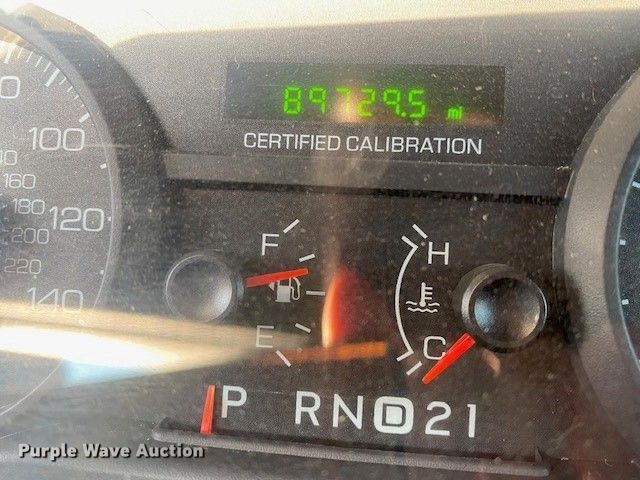 89729.5 mi
CERTIFIED CALIBRATION
100
160
180
120
200
220
140
F
H
E
C
P RND21
Purple Wave Auction